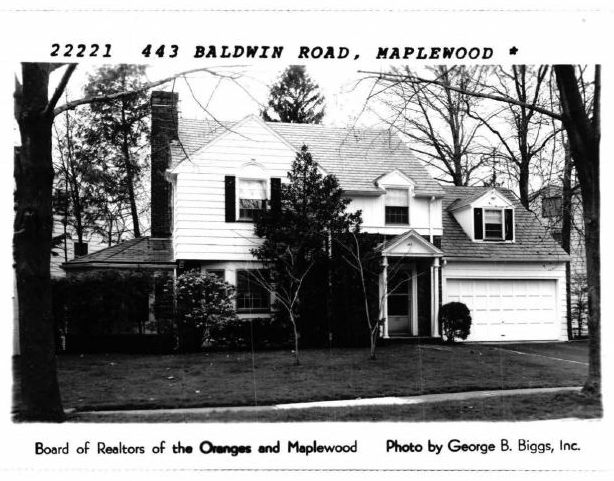 22221 443 BALDWIN ROAD, MAPLEWOOD *
Board of Realtors of the Oranges and Maplewood Photo by George B. Biggs, Inc.